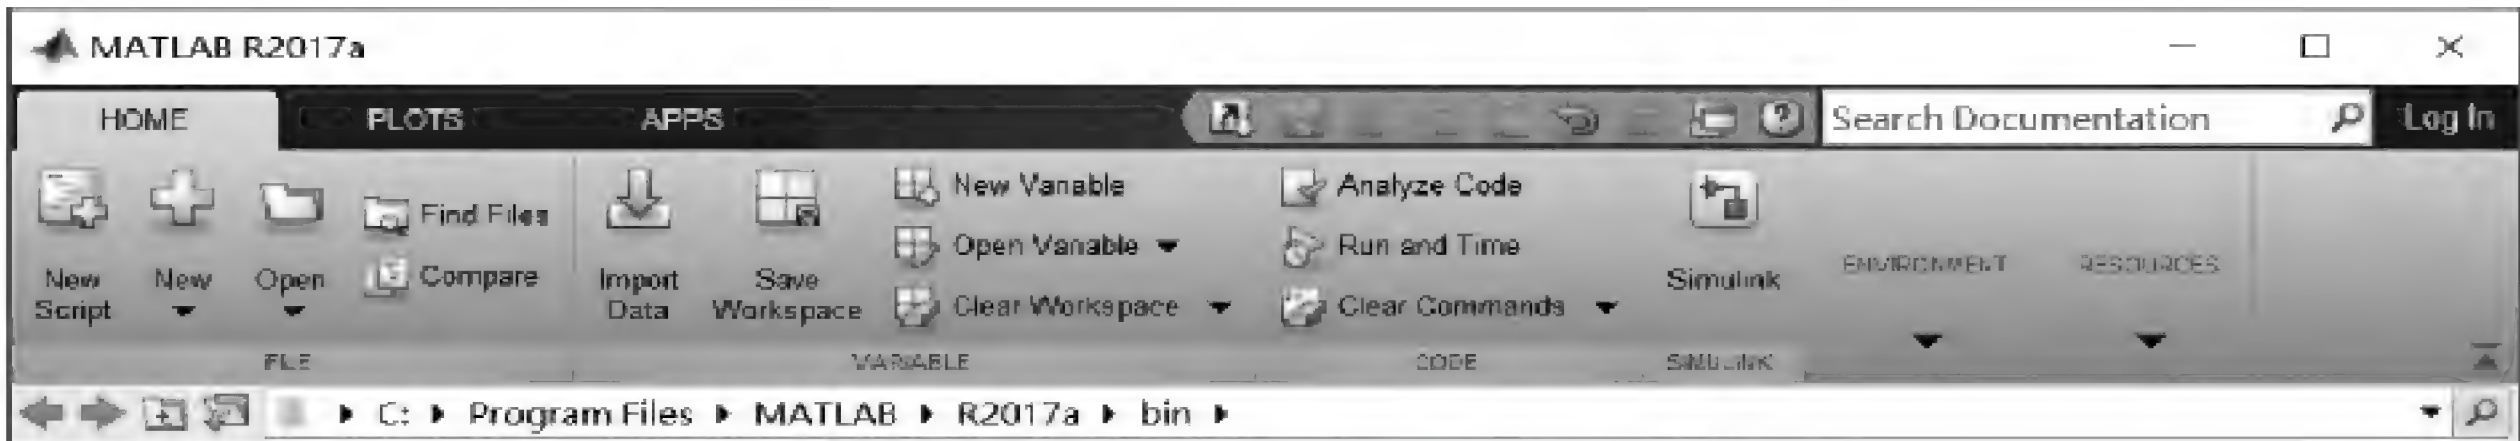 MATLAB R2017a
HOME PLOTS APPS Search Documentation Log In
New Script
New
Open
Find Files
Compare
Import Data
Save Workspace
New Variable
Open Variable
Clear Workspace
Analyze Code
Run and Time
Clear Commands
Simulink
ENVIRONMENT RESOURCES
FILE VARIABLE CODE SIMULINK
C: Program Files MATLAB R2017a bin